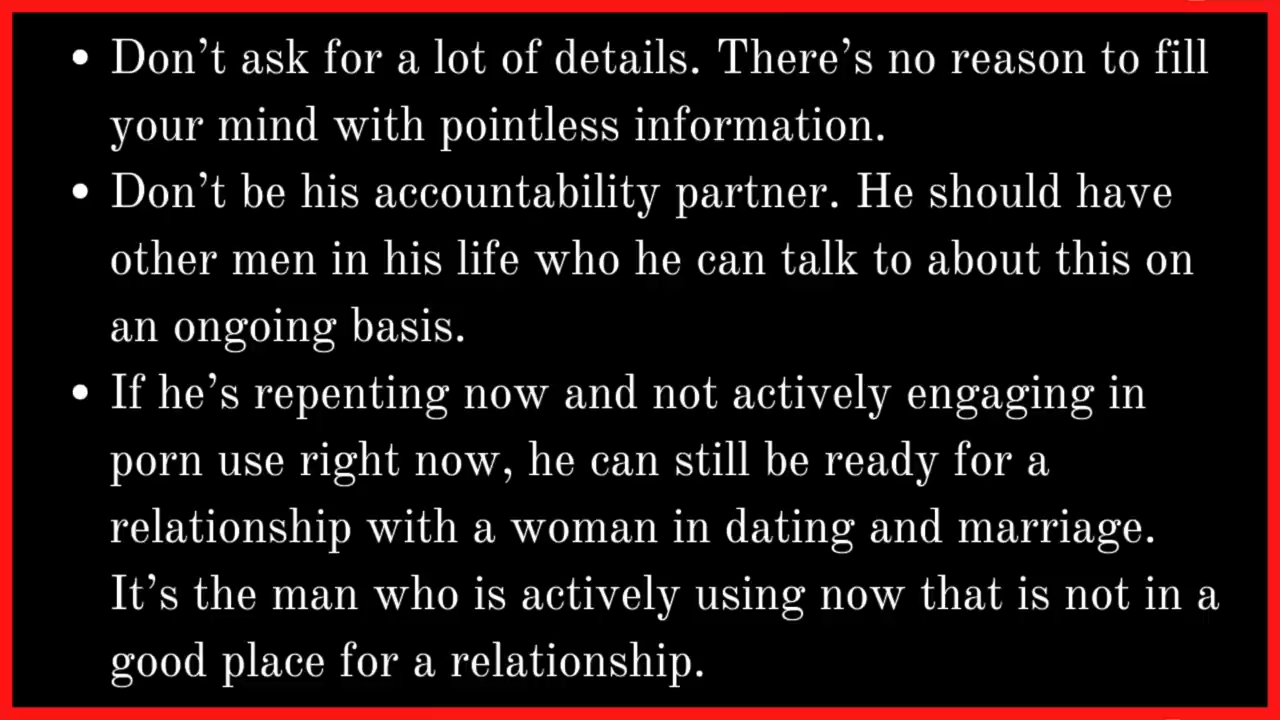 • Don’t ask for a lot of details. There’s no reason to fill
your mind with pointless information.
• Don’t be his accountability partner. He should have
other men in his life who he can talk to about this on
an ongoing basis.
• If he’s repenting now and not actively engaging in
porn use right now, he can still be ready for a
relationship with a woman in dating and marriage.
It’s the man who is actively using now that is not in a
good place for a relationship.